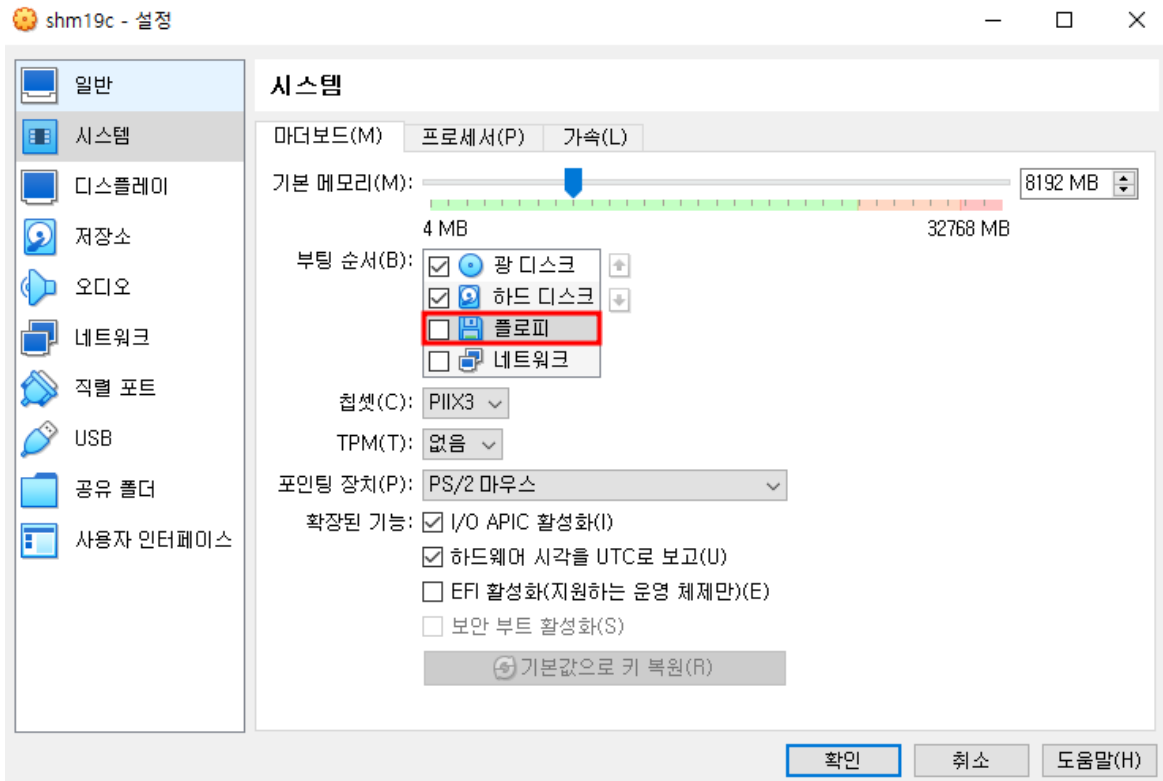 shm19c - 설정
일반
시스템
디스플레이
저장소
오디오
네트워크
직렬 포트
USB
공유 폴더
사용자 인터페이스
시스템
마더보드(M) 프로세서(P) 가속(L)
기본 메모리(M): 8192 MB
4 MB 32768 MB
부팅 순서(B): 광 디스크
하드 디스크
플로피
네트워크
칩셋(C): PIIX3
TPM(T): 없음
포인팅 장치(P): PS/2 마우스
확장된 기능: I/O APIC 활성화(I)
하드웨어 시각을 UTC로 보고(U)
EFI 활성화(지원하는 운영 체제만)(E)
보안 부트 활성화(S)
기본값으로 키 복원(R)
확인 취소 도움말(H)